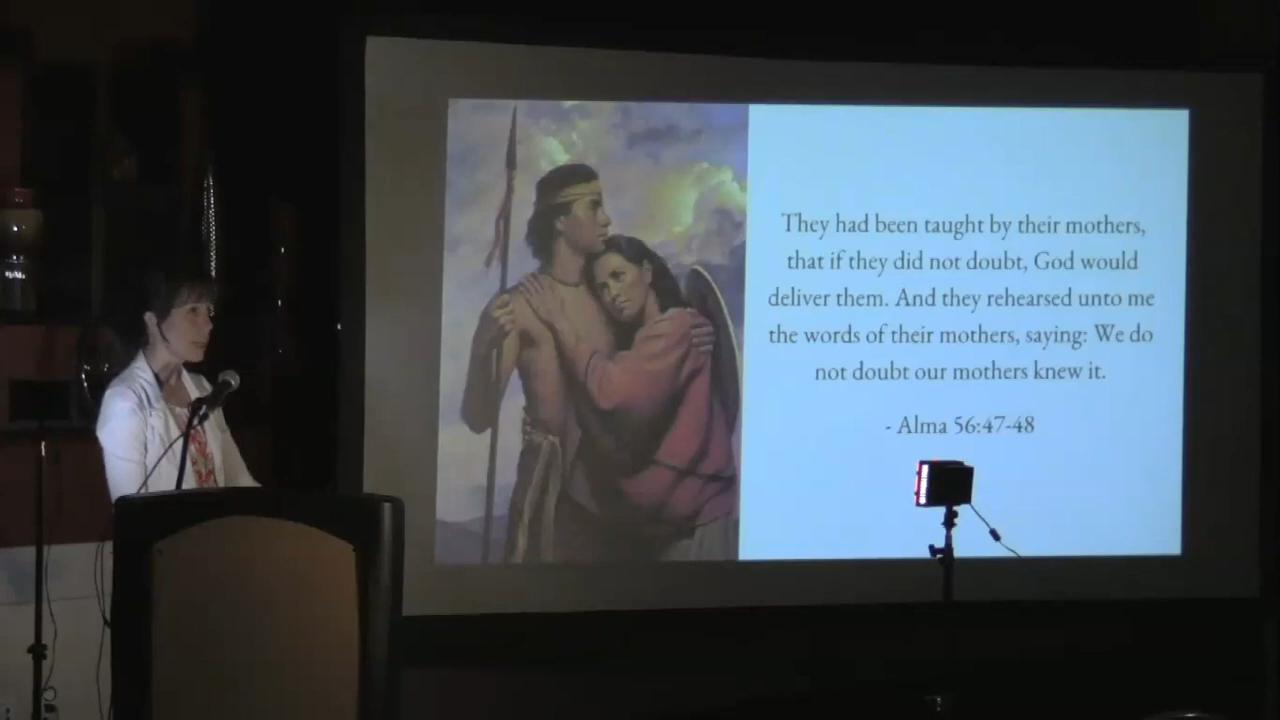 They had been taught by their mothers,
that if they did not doubt, God would
deliver them. And they rehearsed unto me
the words of their mothers, saying: We do
not doubt our mothers knew it.
- Alma 56:47-48